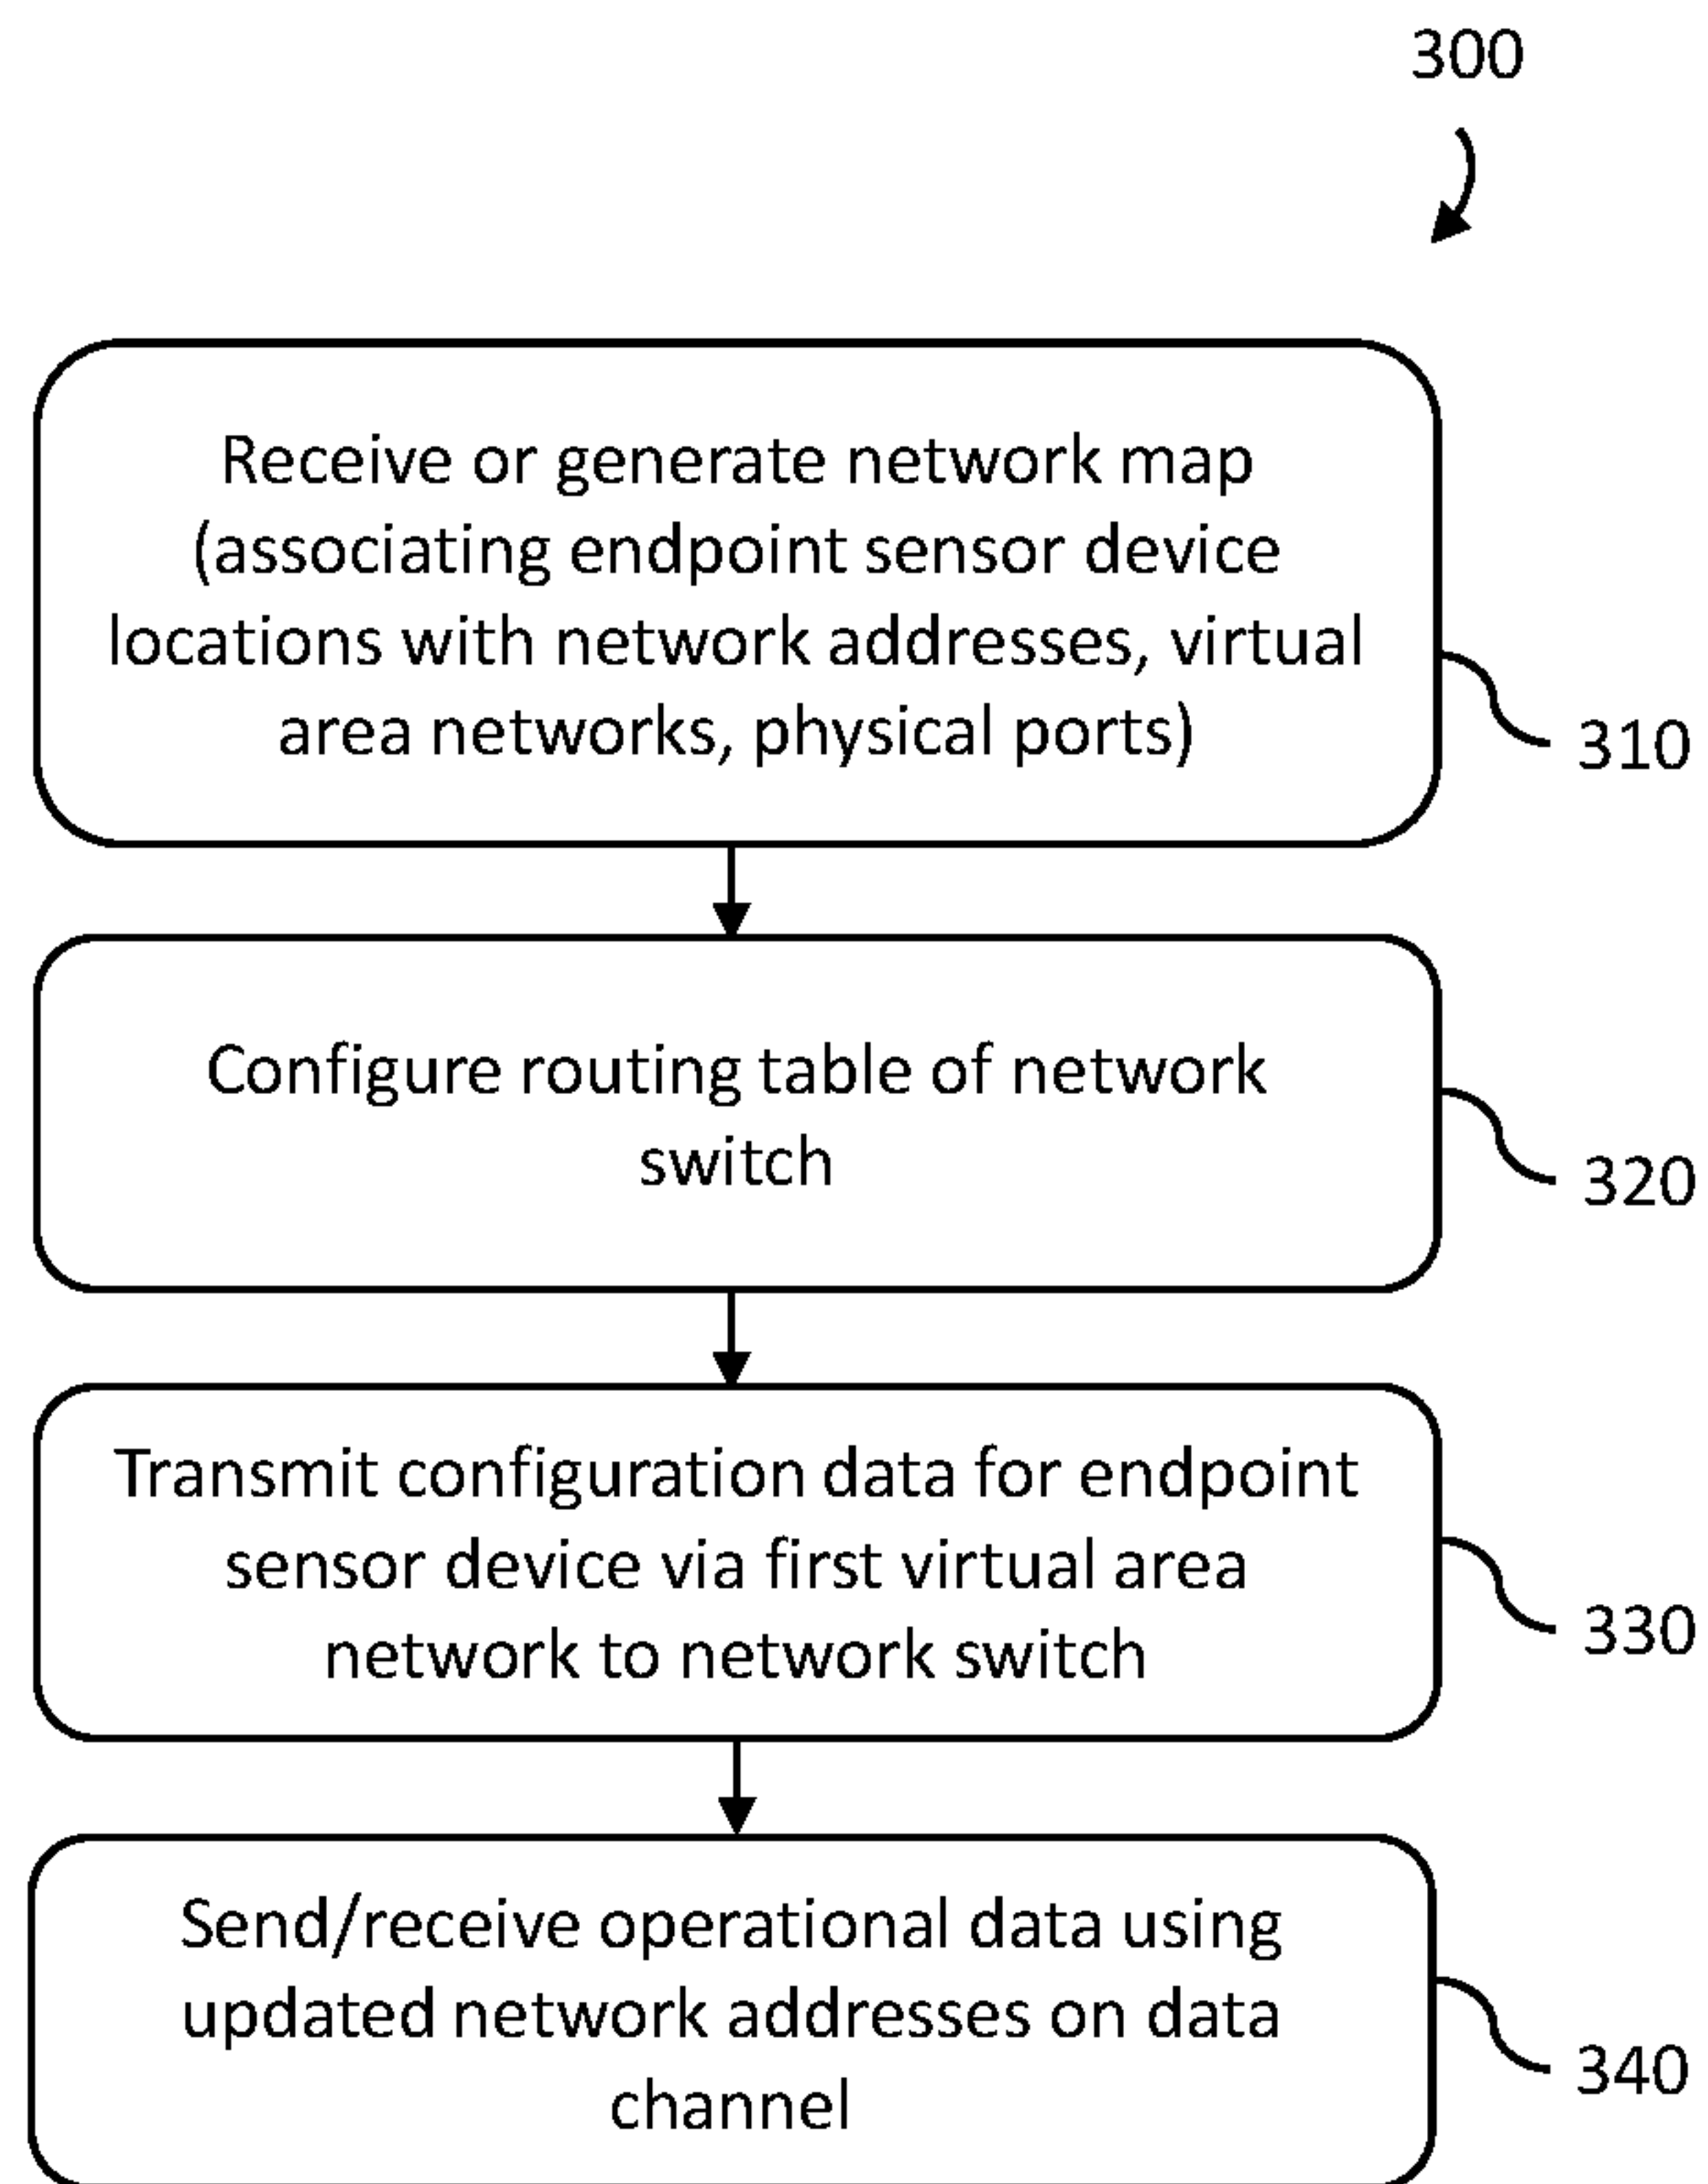 300
Receive or generate network map
(associating endpoint sensor device
locations with network addresses, virtual
area networks, physical ports)
310
Configure routing table of network
switch
320
Transmit configuration data for endpoint
sensor device via first virtual area
network to network switch
330
Send/receive operational data using
updated network addresses on data
channel
340